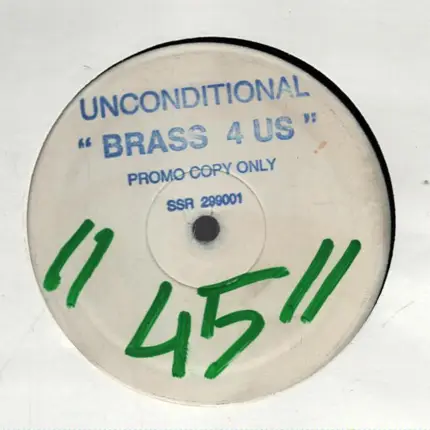 UNCONDITIONAL
" BRASS 4 US "
PROMO COPY ONLY
SSR 299001
" 45 "